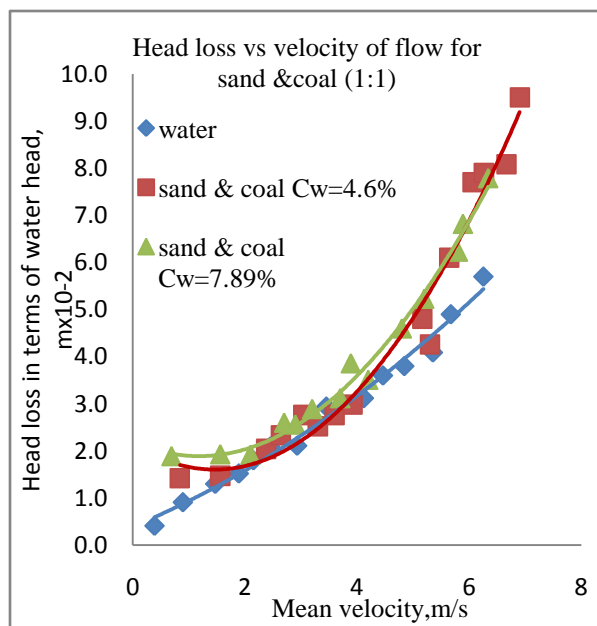 Head loss vs velocity of flow for
sand &coal (1:1)
10.0
9.0
8.0
7.0
6.0
5.0
4.0
3.0
2.0
1.0
0.0
water
sand & coal Cw=4.6%
sand & coal
Cw=7.89%
Head loss in terms of water head,
mx10-2
0
2
4
6
8
Mean velocity,m/s